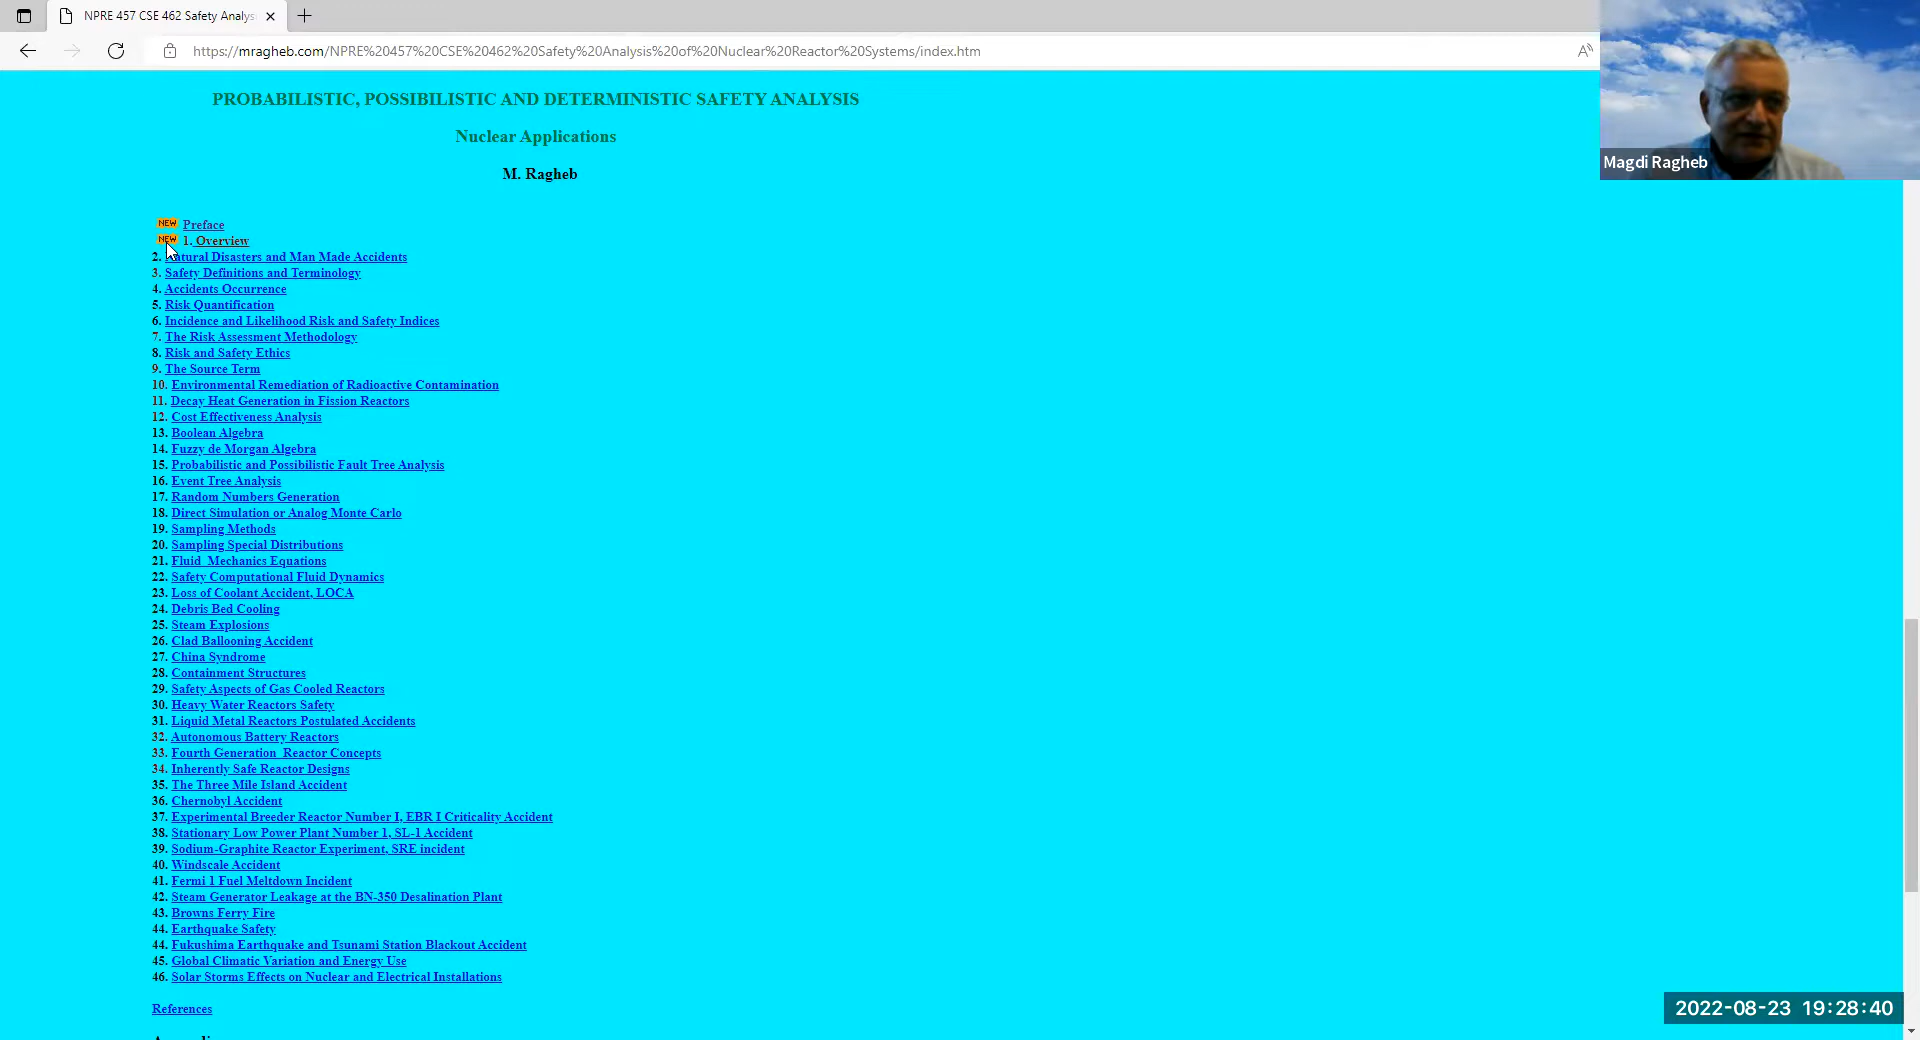 NPRE 457 CSE 462 Safety Analys
https://mragheb.com/NPRE%20457%20CSE%20462%20Safety%20Analysis%20of%20Nuclear%20Reactor%20Systems/index.htm
Magdi Ragheb
PROBABILISTIC, POSSIBILISTIC AND DETERMINISTIC SAFETY ANALYSIS
Nuclear Applications
M. Ragheb
NEW Preface
NEW 1. Overview
2. atural Disasters and Man Made Accidents
3. Safety Definitions and Terminology
4. Accidents Occurrence
5. Risk Quantification
6. Incidence and Likelihood Risk and Safety Indices
7. The Risk Assessment Methodology
8. Risk and Safety Ethics
9. The Source Term
10. Environmental Remediation of Radioactive Contamination
11. Decay Heat Generation in Fission Reactors
12. Cost Effectiveness Analysis
13. Boolean Algebra
14. Fuzzy de Morgan Algebra
15. Probabilistic and Possibilistic Fault Tree Analysis
16. Event Tree Analysis
17. Random Numbers Generation
18. Direct Simulation or Analog Monte Carlo
19. Sampling Methods
20. Sampling Special Distributions
21. Fluid Mechanics Equations
22. Safety Computational Fluid Dynamics
23. Loss of Coolant Accident, LOCA
24. Debris Bed Cooling
25. Steam Explosions
26. Clad Ballooning Accident
27. China Syndrome
28. Containment Structures
29. Safety Aspects of Gas Cooled Reactors
30. Heavy Water Reactors Safety
31. Liquid Metal Reactors Postulated Accidents
32. Autonomous Battery Reactors
33. Fourth Generation Reactor Concepts
34. Inherently Safe Reactor Designs
35. The Three Mile Island Accident
36. Chernobyl Accident
37. Experimental Breeder Reactor Number I, EBR I Criticality Accident
38. Stationary Low Power Plant Number 1, SL-1 Accident
39. Sodium-Graphite Reactor Experiment, SRE incident
40. Windscale Accident
41. Fermi 1 Fuel Meltdown Incident
42. Steam Generator Leakage at the BN-350 Desalination Plant
43. Browns Ferry Fire
44. Earthquake Safety
44. Fukushima Earthquake and Tsunami Station Blackout Accident
45. Global Climatic Variation and Energy Use
46. Solar Storms Effects on Nuclear and Electrical Installations
References
2022-08-23 19:28:40